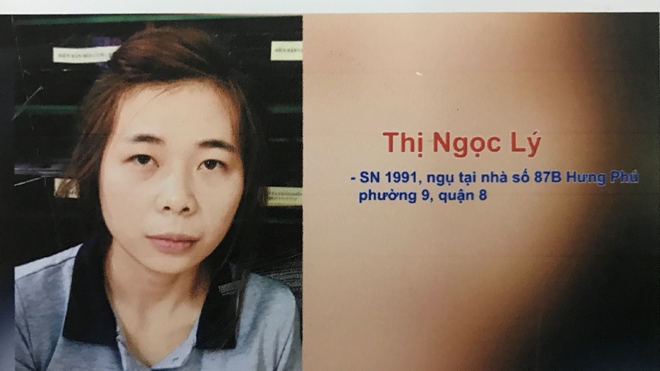 Thị Ngọc Lý
- SN 1991, ngụ tại nhà số 87B Hưng Phú
phường 9, quận 8